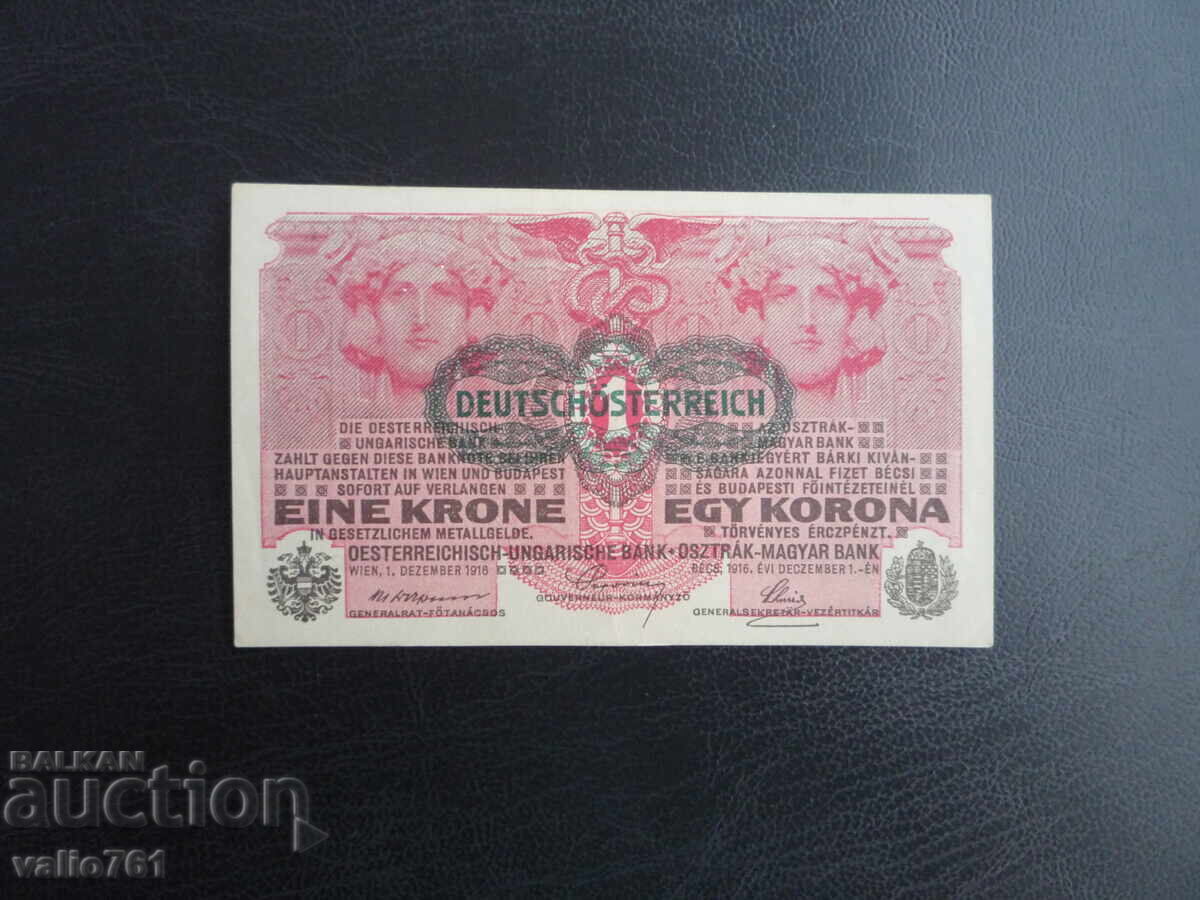 DEUTSCHÖSTERREICH
1
DIE OESTERREICHISCH-
UNGARISCHE BANK
ZAHLT GEGEN DIESE BANKNOTE BEI IHREN
HAUPTANSTALTEN IN WIEN UND BUDAPEST
SOFORT AUF VERLANGEN
EINE KRONE
IN GESETZLICHEM METALLGELDE.
AZ OSZTRÁK-
MAGYAR BANK
E BANKJEGYÉRT BÁRKI KIVÁN-
SÁGÁRA AZONNAL FIZET BÉCSI
ÉS BUDAPESTI FŐINTÉZETEINÉL
EGY KORONA
TÖRVÉNYES ÉRCZPÉNZT.
OESTERREICHISCH-UNGARISCHE BANK • OSZTRÁK-MAGYAR BANK
WIEN, 1. DEZEMBER 1916
BÉCS, 1916. ÉVI DECZEMBER 1.-ÉN
GENERALRAT-FŐTANÁCSOS
GOUVERNEUR-KORMÁNYZÓ
GENERALSEKRETÄR-VEZÉRTITKÁR
BALKAN
auction
valio761